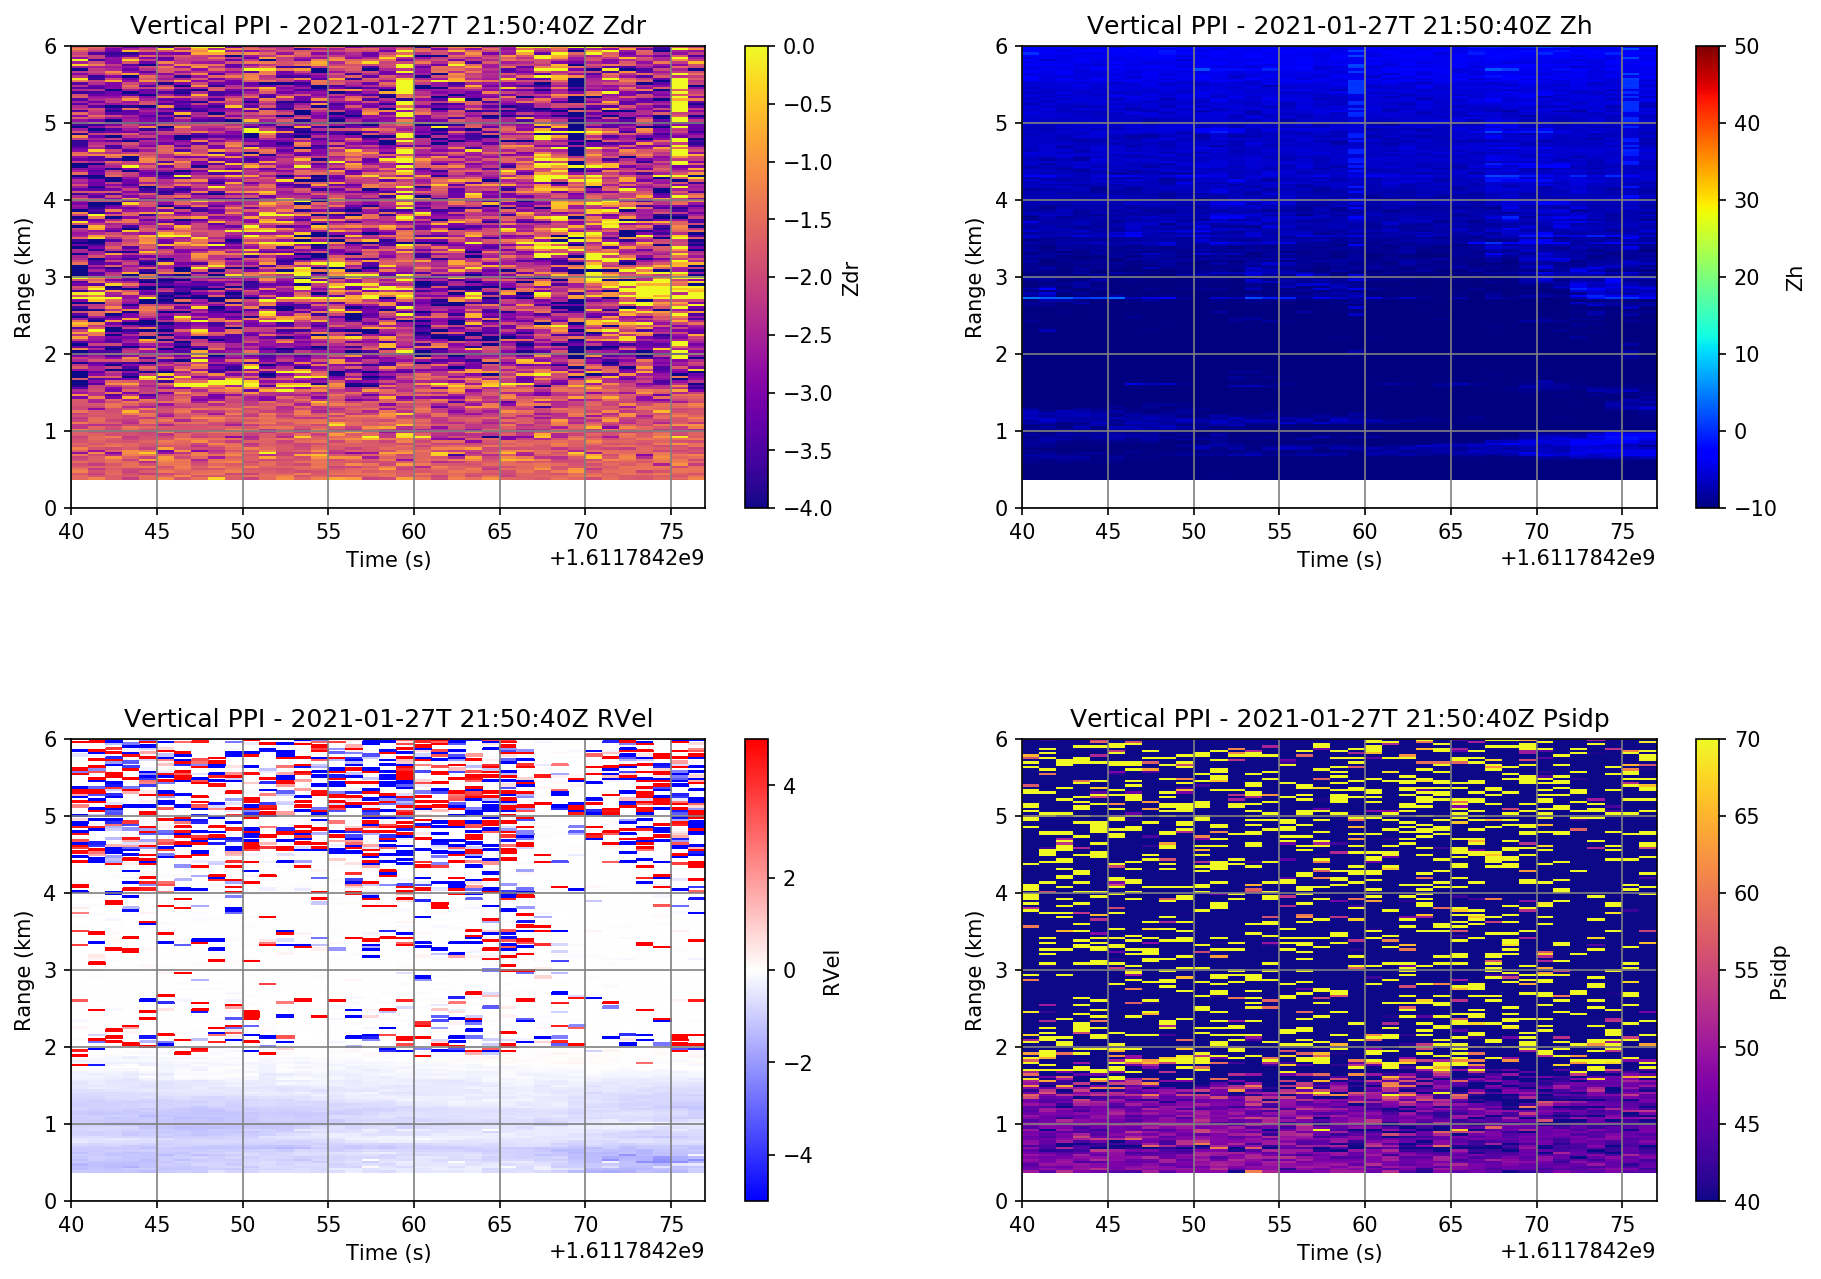 Vertical PPI - 2021-01-27T 21:50:40Z Zdr
6
5
4
3
2
1
0
Range (km)
40 45 50 55 60 65 70 75
Time (s)
+1.6117842e9
0.0
−0.5
−1.0
−1.5
−2.0
−2.5
−3.0
−3.5
−4.0
Zdr
Vertical PPI - 2021-01-27T 21:50:40Z Zh
6
5
4
3
2
1
0
Range (km)
40 45 50 55 60 65 70 75
Time (s)
+1.6117842e9
50
40
30
20
10
0
−10
Zh
Vertical PPI - 2021-01-27T 21:50:40Z RVel
6
5
4
3
2
1
0
Range (km)
40 45 50 55 60 65 70 75
Time (s)
+1.6117842e9
4
2
0
−2
−4
RVel
Vertical PPI - 2021-01-27T 21:50:40Z Psidp
6
5
4
3
2
1
0
Range (km)
40 45 50 55 60 65 70 75
Time (s)
+1.6117842e9
70
65
60
55
50
45
40
Psidp